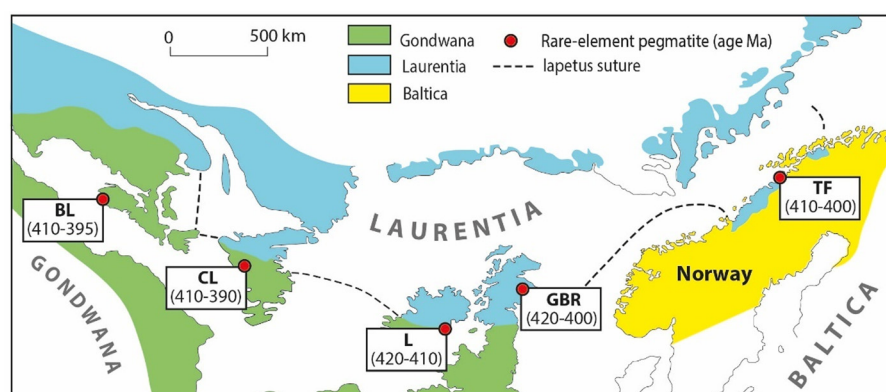 0 500 km
Gondwana
Laurentia
Baltica
Rare-element pegmatite (age Ma)
Iapetus suture
BL
(410-395)
GONDWANA
CL
(410-390)
LAURENTIA
L
(420-410)
GBR
(420-400)
TF
(410-400)
Norway
BALTICA